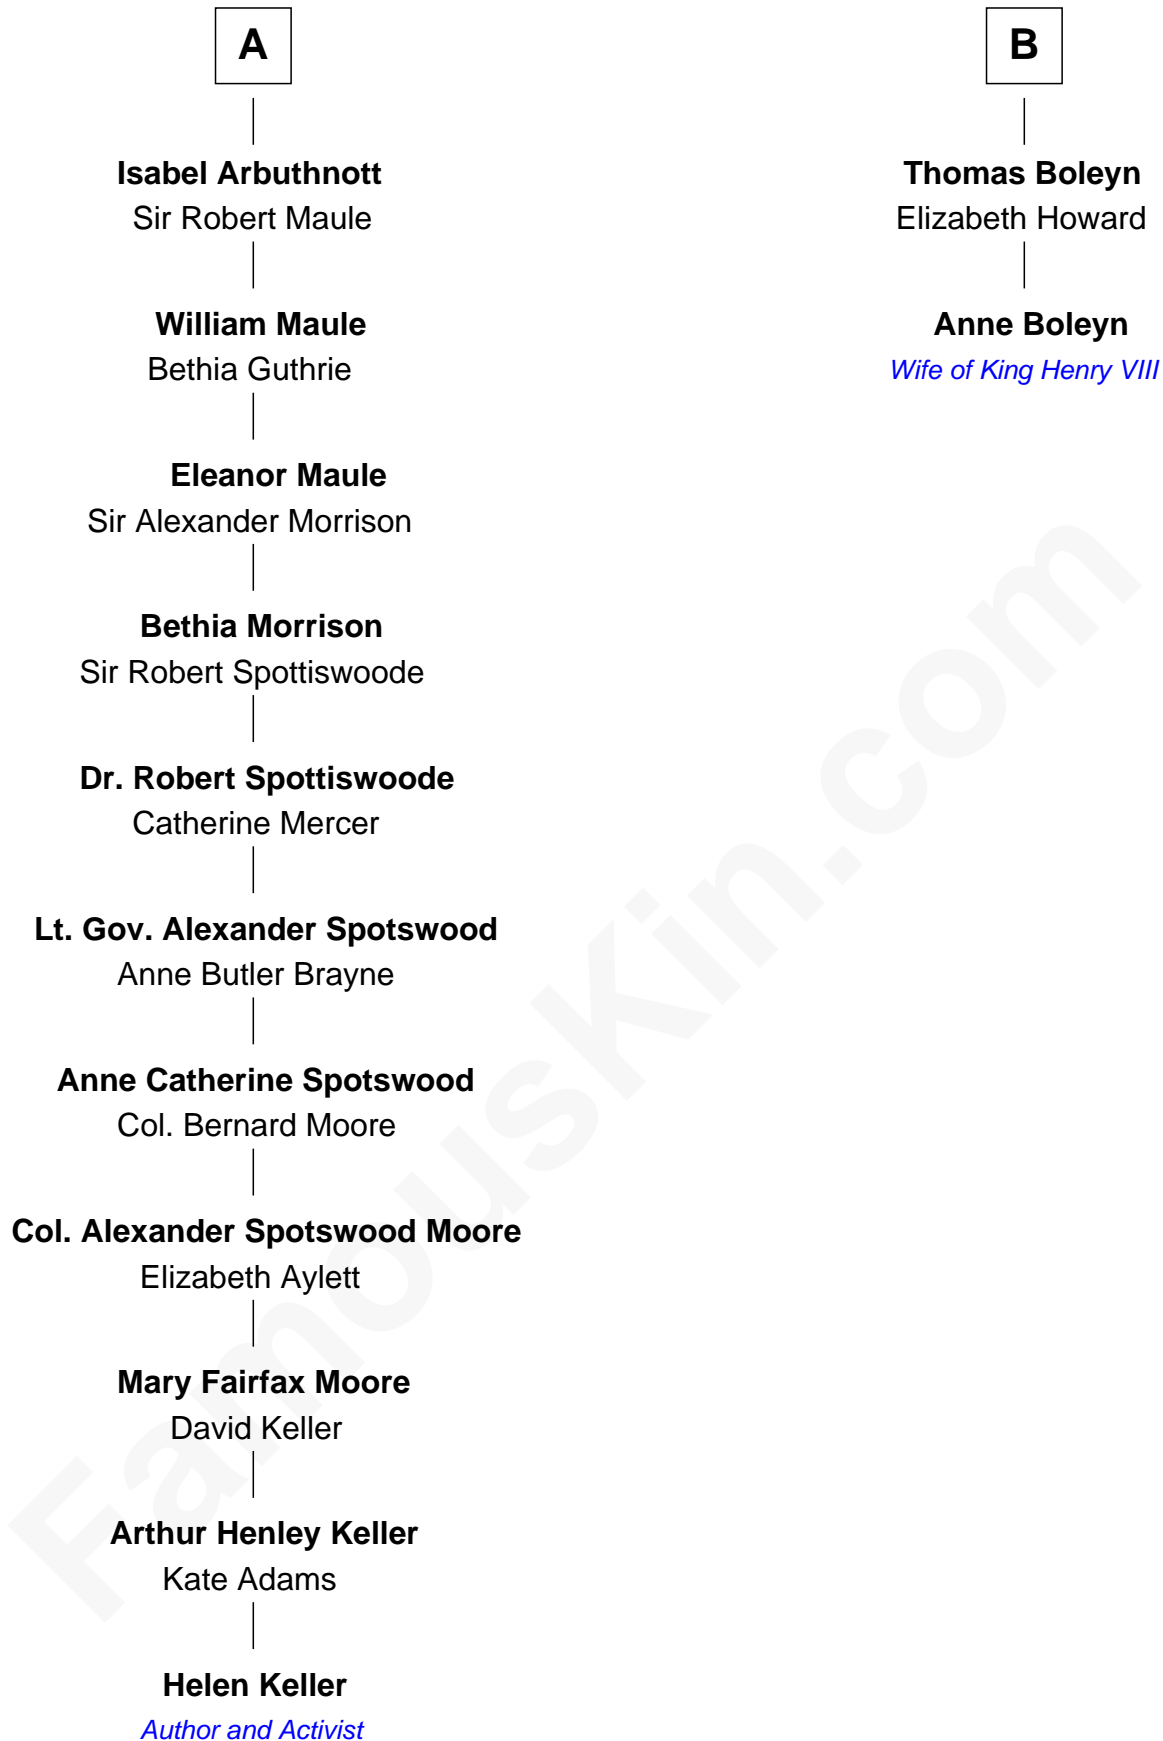 A
Isabel Arbuthnott
Sir Robert Maule
William Maule
Bethia Guthrie
Eleanor Maule
Sir Alexander Morrison
Bethia Morrison
Sir Robert Spottiswoode
Dr. Robert Spottiswoode
Catherine Mercer
Lt. Gov. Alexander Spotswood
Anne Butler Brayne
Anne Catherine Spotswood
Col. Bernard Moore
Col. Alexander Spotswood Moore
Elizabeth Aylett
Mary Fairfax Moore
David Keller
Arthur Henley Keller
Kate Adams
Helen Keller
Author and Activist
B
Thomas Boleyn
Elizabeth Howard
Anne Boleyn
Wife of King Henry VIII
FamousKin.com